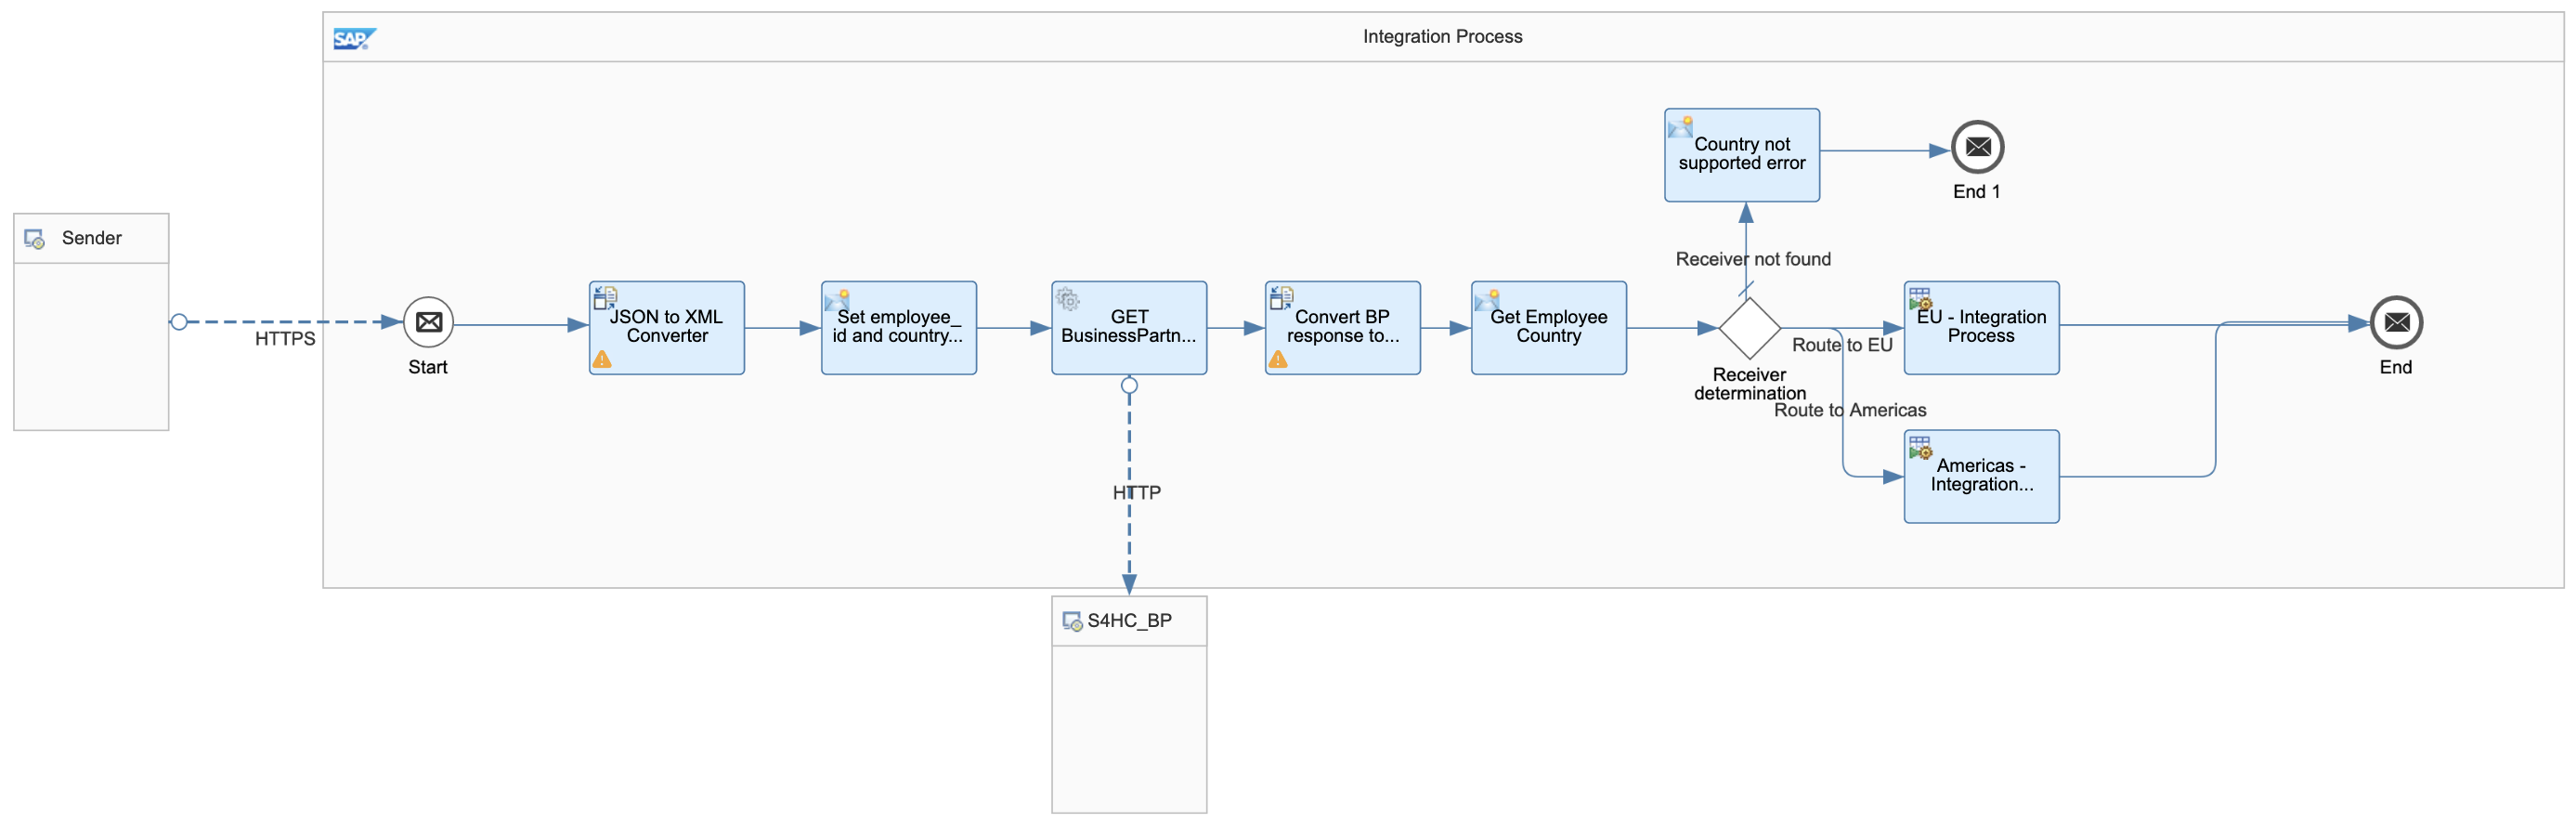 SAP
Integration Process
Country not
supported error
End 1
Sender
Receiver not found
HTTPS
Start
JSON to XML
Converter
Set employee_
id and country...
GET
BusinessPartn...
Convert BP
response to...
Get Employee
Country
Route to EU
Receiver
determination
EU - Integration
Process
End
Route to Americas
Americas -
Integration...
HTTP
S4HC_BP